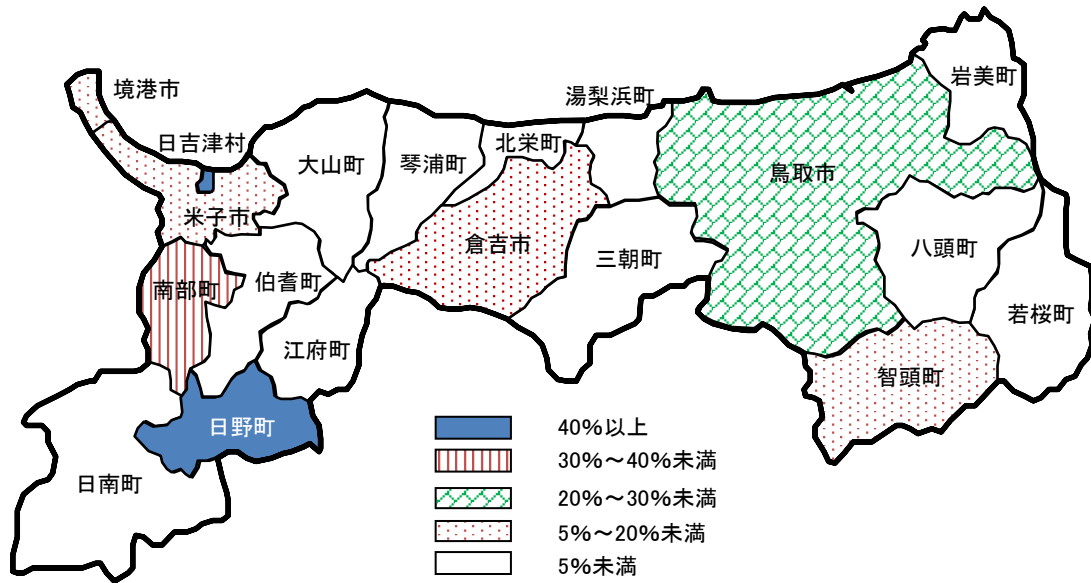 岩美町
境港市
湯梨浜町
日吉津村
北栄町
大山町
琴浦町
鳥取市
米子市
倉吉市
八頭町
三朝町
伯耆町
南部町
若桜町
江府町
智頭町
日野町
日南町
40%以上
30%～40%未満
20%～30%未満
5%～20%未満
5%未満